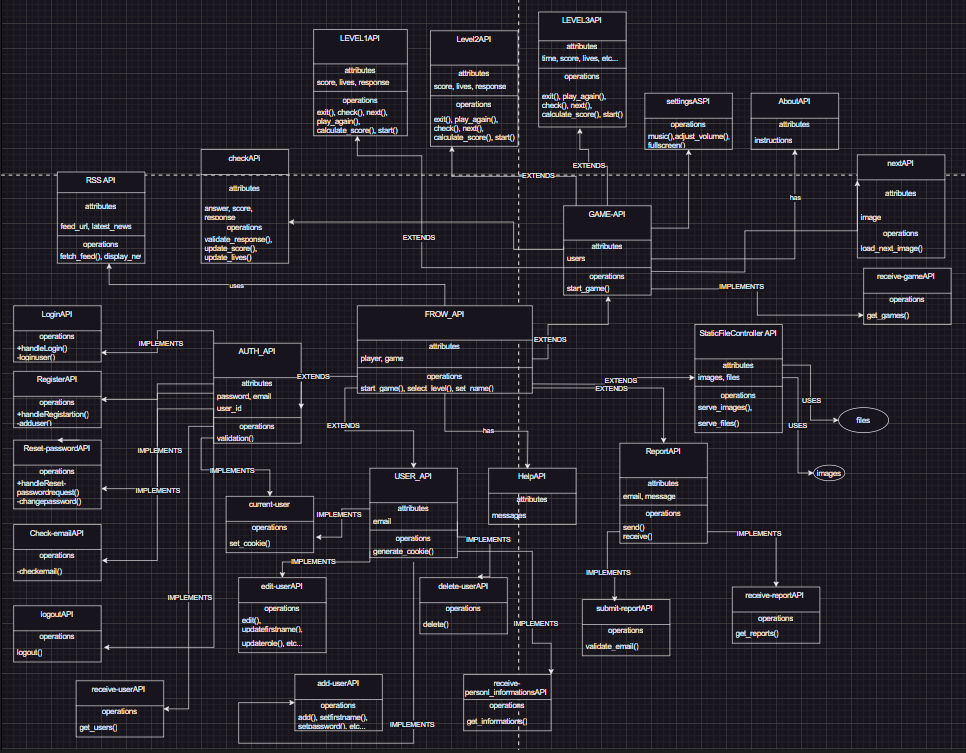 LEVEL3API
attributes
time, score, lives, etc...
operations
exit(), play_again(),
check(), next(),
calculate_score(), start()
LEVEL1API
attributes
score, lives, response
operations
exit(), check(), next(),
play_again(),
calculate_score(), start()
Level2API
attributes
score, lives, response
operations
exit(), play_again(),
check(), next(),
calculate_score(), start()
settingsASPI
operations
music(),adjust_volume(),
fullscreen()
AboutAPI
attributes
instructions
checkAPi
attributes
answer, score,
response
operations
validate_response(),
update_score(),
update_lives()
RSS API
attributes
feed_url, latest_news
operations
fetch_feed(), display_ne
nextAPI
attributes
image
operations
load_next_image()
EXTENDS
EXTENDS
has
GAME-API
attributes
users
operations
start_game()
EXTENDS
receive-gameAPI
operations
get_games()
uses
IMPLEMENTS
LoginAPI
operations
+handleLogin()
-loginuser()
IMPLEMENTS
FROW_API
attributes
player, game
operations
start_game(), select_level(), set_name()
EXTENDS
StaticFileController API
attributes
images, files
operations
serve_images(),
serve_files()
AUTH_API
attributes
password, email
user_id
operations
validation()
EXTENDS
EXTENDS
EXTENDS
RegisterAPI
operations
+handleRegistartion()
-adduser()
USES
files
USES
EXTENDS
has
Reset-passwordAPI
operations
+handleReset-
passwordrequest()
-changepassword()
IMPLEMENTS
IMPLEMENTS
IMPLEMENTS
ReportAPI
attributes
email, message
operations
send()
receive()
images
USER_API
attributes
email
operations
generate_cookie()
HelpAPI
attributes
messages
current-user
operations
set_cookie()
IMPLEMENTS
Check-emailAPI
operations
-checkemail()
IMPLEMENTS
IMPLEMENTS
IMPLEMENTS
IMPLEMENTS
edit-userAPI
operations
edit(),
updatefirstname(),
updaterole(), etc...
delete-userAPI
operations
delete()
receive-reportAPI
operations
get_reports()
IMPLEMENTS
submit-reportAPI
operations
validate_email()
logoutAPI
operations
logout()
IMPLEMENTS
receive-userAPI
operations
get_users()
add-userAPI
operations
add(), setfirstname(),
setpassword(), etc...
IMPLEMENTS
receive-
personl_informationsAPI
operations
get_informations()